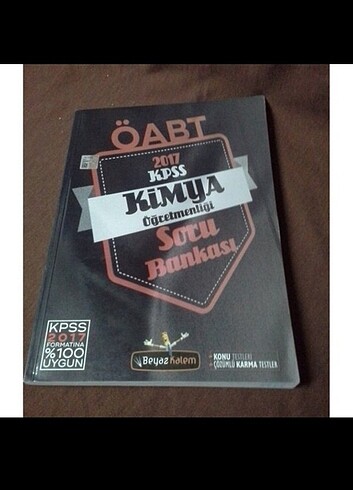 ÖABT
2017
KPSS
KİMYA
Öğretmenliği
Soru
Bankası
KPSS
2017
FORMATINA
%100
UYGUN
Beyaz Kalem
KONU TESTLERİ
ÇÖZÜMLÜ KARMA TESTLER